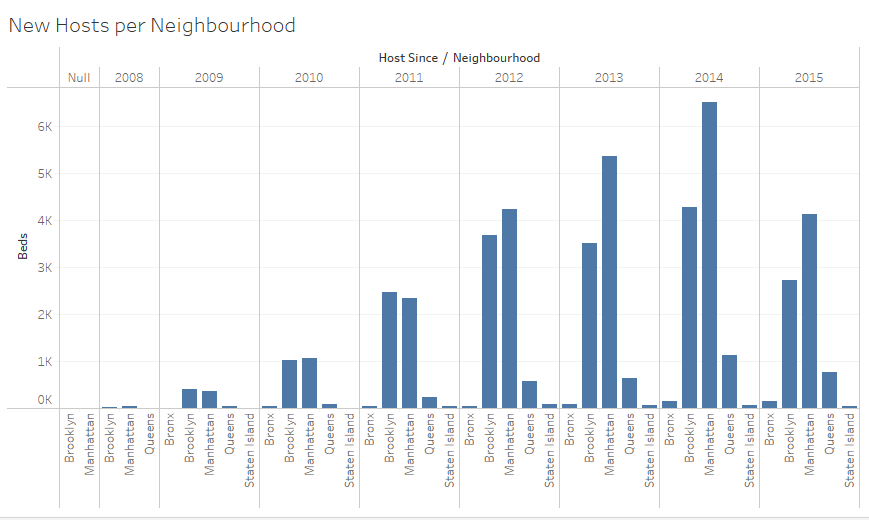 New Hosts per Neighbourhood
Host Since / Neighbourhood
Null 2008 2009 2010 2011 2012 2013 2014 2015
Beds
6K
5K
4K
3K
2K
1K
0K
Brooklyn Manhattan Brooklyn Manhattan Queens Bronx Brooklyn Manhattan Queens Staten Island Bronx Brooklyn Manhattan Queens Staten Island Bronx Brooklyn Manhattan Queens Staten Island Bronx Brooklyn Manhattan Queens Staten Island Bronx Brooklyn Manhattan Queens Staten Island Bronx Brooklyn Manhattan Queens Staten Island Bronx Brooklyn Manhattan Queens Staten Island